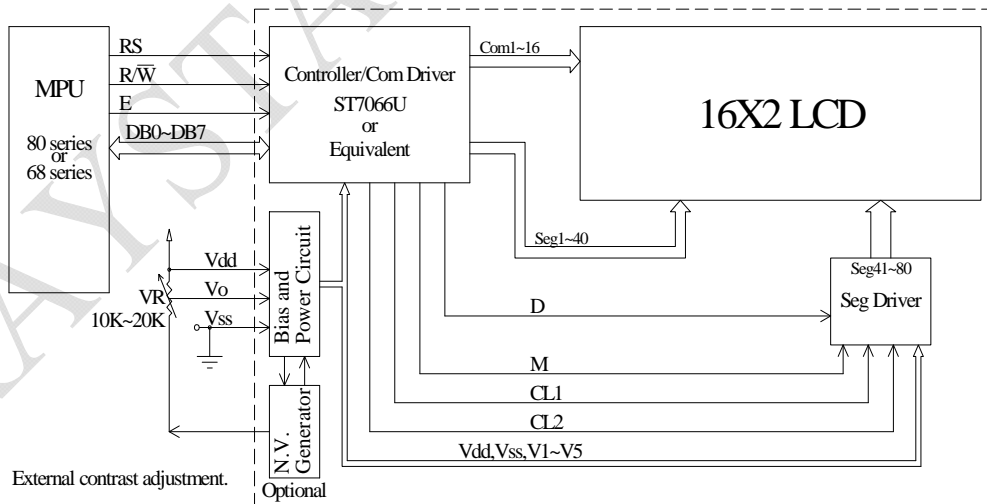 RS
R/W̅
E
DB0~DB7
MPU
80 series
or
68 series
Controller/Com Driver
ST7066U
or
Equivalent
Com1~16
16X2 LCD
Seg1~40
Seg41~80
Seg Driver
Vdd
Vo
Vss
VR
10K~20K
Bias and
Power Circuit
N.V.
Generator
Optional
D
M
CL1
CL2
Vdd,Vss,V1~V5
External contrast adjustment.